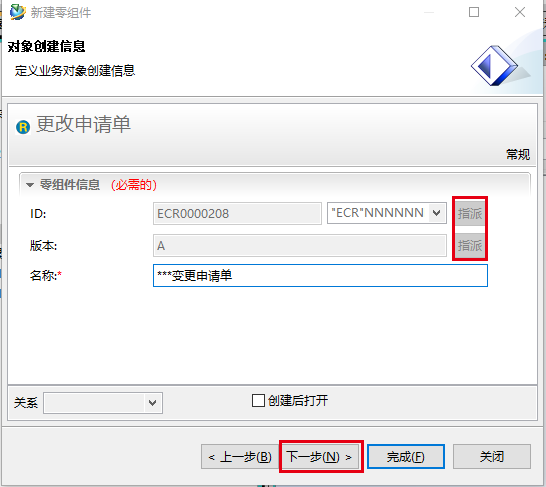 新建零组件
对象创建信息
定义业务对象创建信息
R 更改申请单
常规
零组件信息 (必需的)
ID: ECR0000208 "ECR"NNNNNN 指派
版本: A 指派
名称:* ***变更申请单
关系 创建后打开
< 上一步(B) 下一步(N) > 完成(F) 关闭